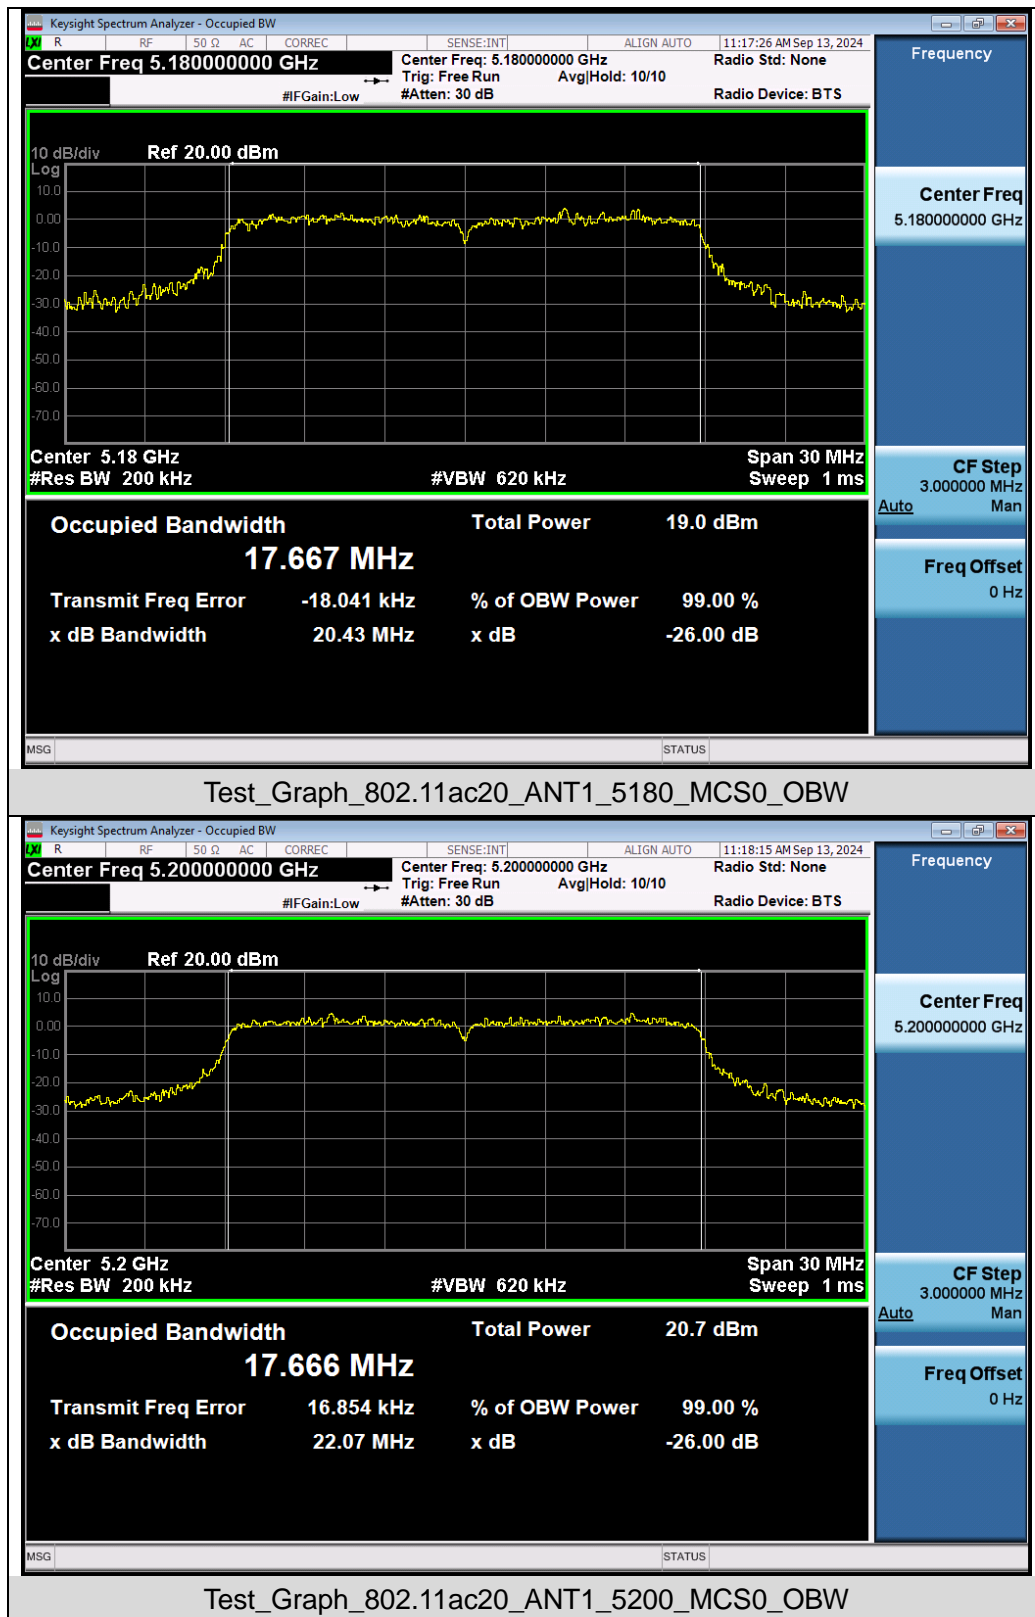 Keysight Spectrum Analyzer - Occupied BW
LXI R RF 50 Ω AC CORREC SENSE:INT ALIGN AUTO 11:17:26 AM Sep 13, 2024
Center Freq 5.180000000 GHz Center Freq: 5.180000000 GHz Radio Std: None Frequency
Trig: Free Run Avg|Hold: 10/10
#IFGain:Low #Atten: 30 dB Radio Device: BTS
10 dB/div Ref 20.00 dBm
Log
10.0
0.00
-10.0
-20.0
-30.0
-40.0
-50.0
-60.0
-70.0
Center Freq
5.180000000 GHz
Center 5.18 GHz Span 30 MHz
#Res BW 200 kHz #VBW 620 kHz Sweep 1 ms
CF Step
3.000000 MHz
Auto Man
Occupied Bandwidth Total Power 19.0 dBm
17.667 MHz
Freq Offset
0 Hz
Transmit Freq Error -18.041 kHz % of OBW Power 99.00 %
x dB Bandwidth 20.43 MHz x dB -26.00 dB
MSG STATUS
Test_Graph_802.11ac20_ANT1_5180_MCS0_OBW
Keysight Spectrum Analyzer - Occupied BW
LXI R RF 50 Ω AC CORREC SENSE:INT ALIGN AUTO 11:18:15 AM Sep 13, 2024
Center Freq 5.200000000 GHz Center Freq: 5.200000000 GHz Radio Std: None Frequency
Trig: Free Run Avg|Hold: 10/10
#IFGain:Low #Atten: 30 dB Radio Device: BTS
10 dB/div Ref 20.00 dBm
Log
10.0
0.00
-10.0
-20.0
-30.0
-40.0
-50.0
-60.0
-70.0
Center Freq
5.200000000 GHz
Center 5.2 GHz Span 30 MHz
#Res BW 200 kHz #VBW 620 kHz Sweep 1 ms
CF Step
3.000000 MHz
Auto Man
Occupied Bandwidth Total Power 20.7 dBm
17.666 MHz
Freq Offset
0 Hz
Transmit Freq Error 16.854 kHz % of OBW Power 99.00 %
x dB Bandwidth 22.07 MHz x dB -26.00 dB
MSG STATUS
Test_Graph_802.11ac20_ANT1_5200_MCS0_OBW